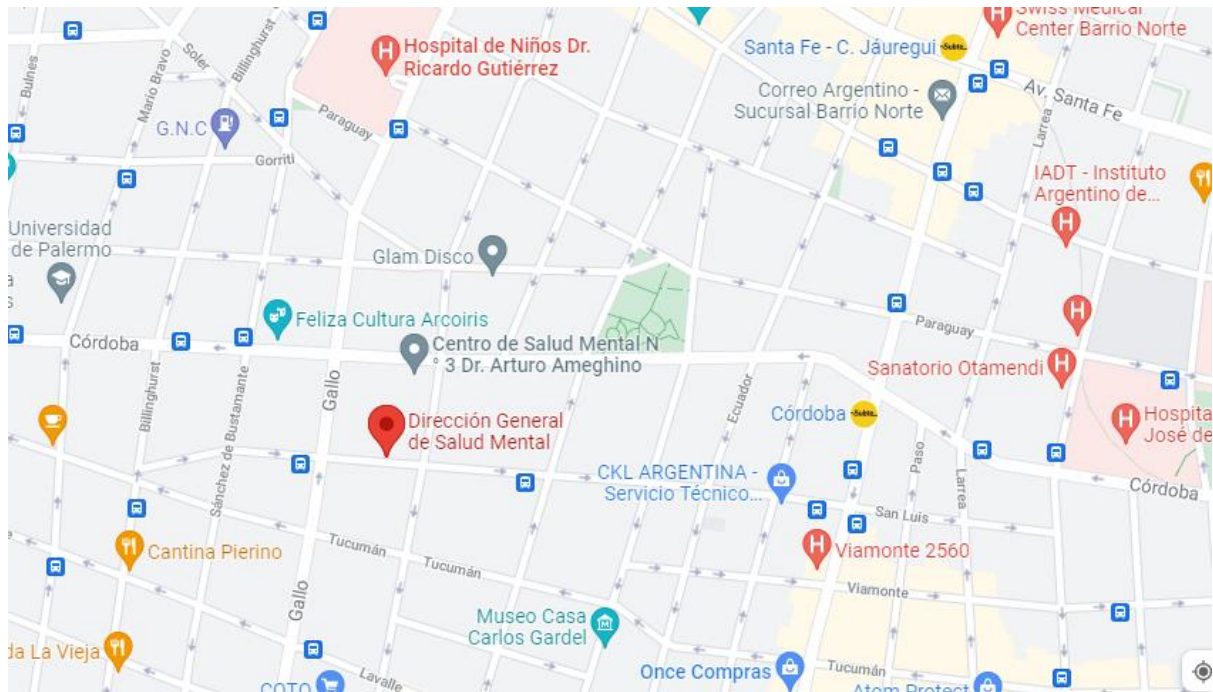 Swiss Medical
Center Barrio Norte
Hospital de Niños Dr.
Ricardo Gutiérrez
Santa Fe - C. Jáuregui
Soler
Billinghurst
Mario Bravo
Bulnes
Correo Argentino -
Sucursal Barrio Norte
Av. Santa Fe
G.N.C
Paraguay
Larrea
Gorriti
IADT - Instituto
Argentino de...
Universidad
de Palermo
Glam Disco
Feliza Cultura Arcoiris
Paraguay
Córdoba
Centro de Salud Mental N
° 3 Dr. Arturo Ameghino
Sanatorio Otamendi
Gallo
Billinghurst
Sánchez de Bustamante
Ecuador
Dirección General
de Salud Mental
Córdoba
Hospita
José de
Paso
Larrea
CKL ARGENTINA -
Servicio Técnico...
Córdoba
San Luis
Tucumán
Cantina Pierino
Viamonte 2560
Tucumán
Viamonte
Gallo
Museo Casa
Carlos Gardel
da La Vieja
Once Compras
Tucumán
Lavalle
COTO
Atom Protect